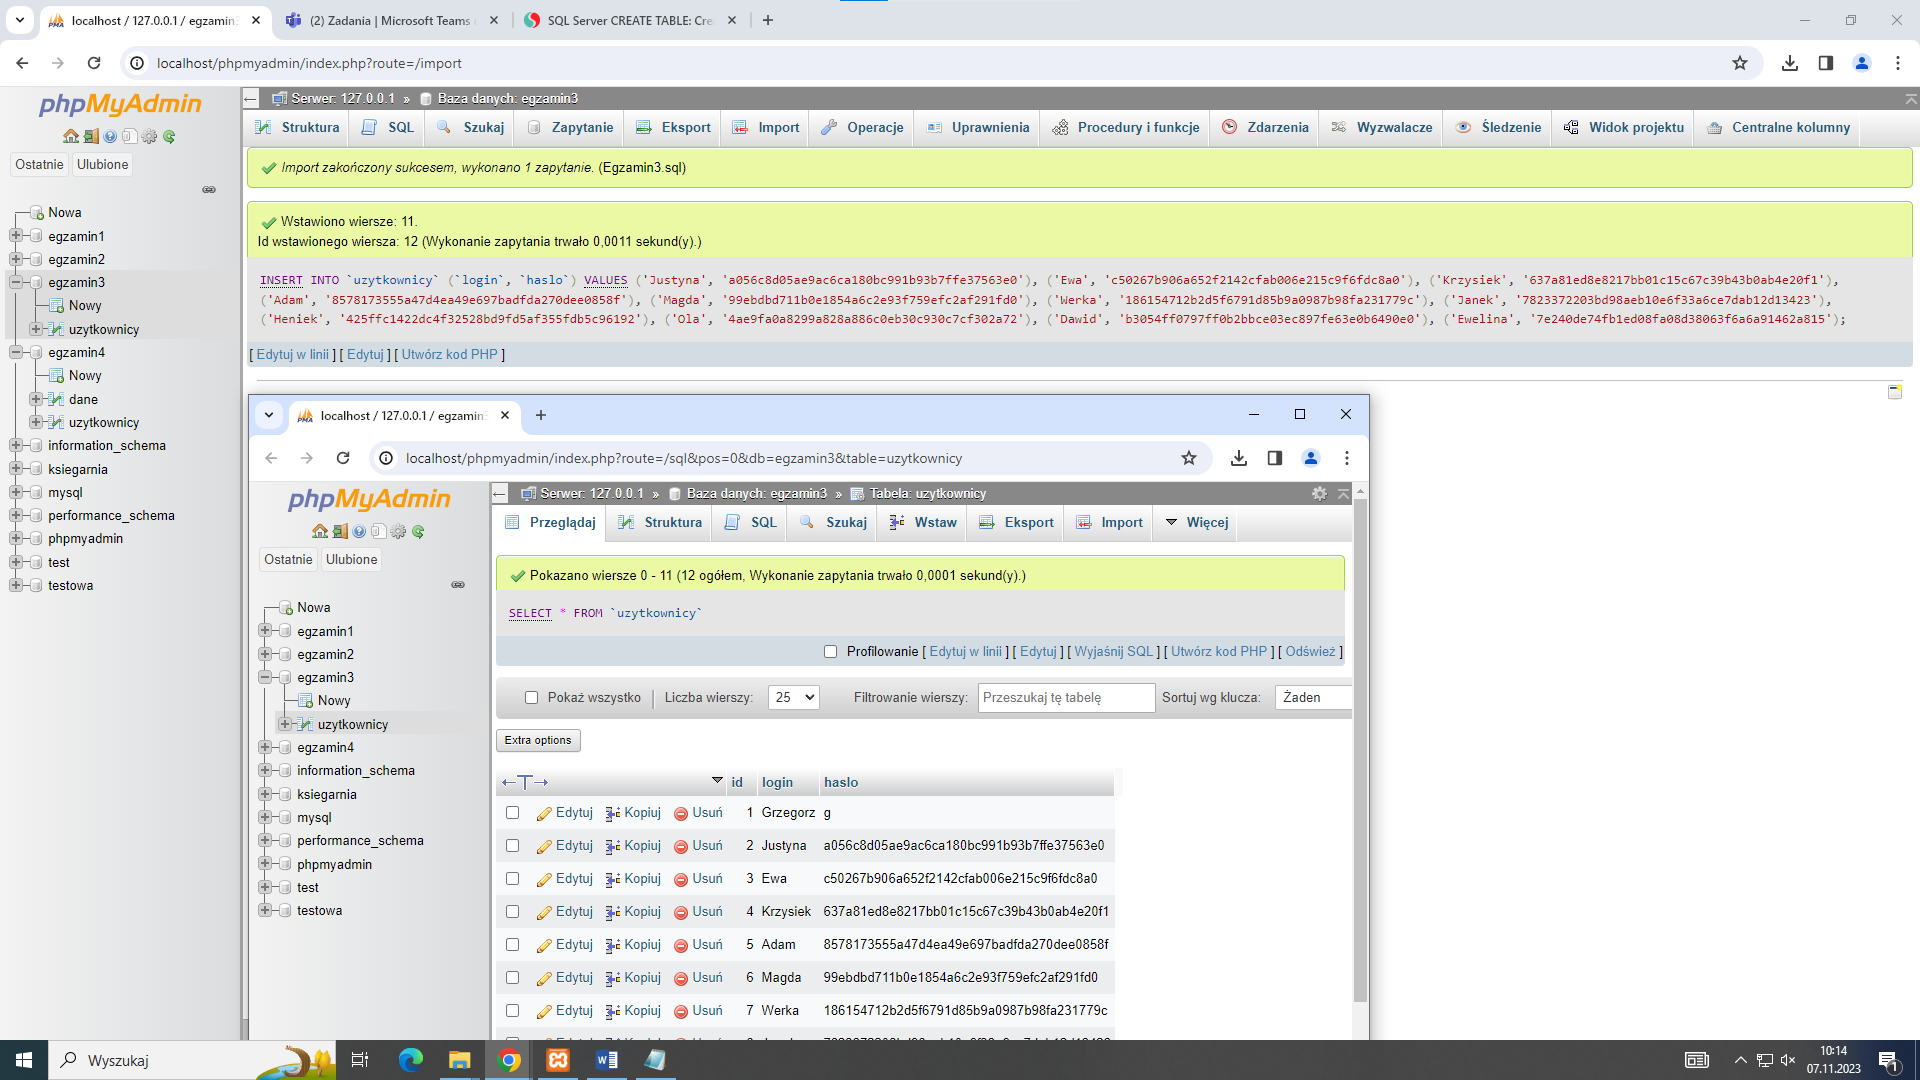 localhost / 127.0.0.1 / egzamin
(2) Zadania | Microsoft Teams
SQL Server CREATE TABLE: Cre
localhost/phpmyadmin/index.php?route=/import
phpMyAdmin
Ostatnie
Ulubione
Nowa
egzamin1
egzamin2
egzamin3
Nowy
uzytkownicy
egzamin4
Nowy
dane
uzytkownicy
information_schema
ksiegarnia
mysql
performance_schema
phpmyadmin
test
testowa
Serwer: 127.0.0.1 » Baza danych: egzamin3
Struktura
SQL
Szukaj
Zapytanie
Eksport
Import
Operacje
Uprawnienia
Procedury i funkcje
Zdarzenia
Wyzwalacze
Śledzenie
Widok projektu
Centralne kolumny
Import zakończony sukcesem, wykonano 1 zapytanie. (Egzamin3.sql)
Wstawiono wiersze: 11.
Id wstawionego wiersza: 12 (Wykonanie zapytania trwało 0,0011 sekund(y).)
INSERT INTO `uzytkownicy` (`login`, `haslo`) VALUES ('Justyna', 'a056c8d05ae9ac6ca180bc991b93b7ffe37563e0'), ('Ewa', 'c50267b906a652f2142cfab006e215c9f6fdc8a0'), ('Krzysiek', '637a81ed8e8217bb01c15c67c39b43b0ab4e20f1'),
('Adam', '8578173555a47d4ea49e697badfda270dee0858f'), ('Magda', '99ebdbd711b0e1854a6c2e93f759efc2af291fd0'), ('Werka', '186154712b2d5f6791d85b9a0987b98fa231779c'), ('Janek', '7823372203bd98aeb10e6f33a6ce7dab12d13423'),
('Heniek', '425ffc1422dc4f32528bd9fd5af355fdb5c96192'), ('Ola', '4ae9fa0a8299a828a886c0eb30c930c7cf302a72'), ('Dawid', 'b3054ff0797ff0b2bbce03ec897fe63e0b6490e0'), ('Ewelina', '7e240de74fb1ed08fa08d38063f6a6a91462a815');
[ Edytuj w linii ] [ Edytuj ] [ Utwórz kod PHP ]
localhost / 127.0.0.1 / egzamin3
localhost/phpmyadmin/index.php?route=/sql&pos=0&db=egzamin3&table=uzytkownicy
phpMyAdmin
Ostatnie
Ulubione
Nowa
egzamin1
egzamin2
egzamin3
Nowy
uzytkownicy
egzamin4
information_schema
ksiegarnia
mysql
performance_schema
phpmyadmin
test
testowa
Serwer: 127.0.0.1 » Baza danych: egzamin3 » Tabela: uzytkownicy
Przeglądaj
Struktura
SQL
Szukaj
Wstaw
Eksport
Import
Więcej
Pokazano wiersze 0 - 11 (12 ogółem, Wykonanie zapytania trwało 0,0001 sekund(y).)
SELECT * FROM `uzytkownicy`
Profilowanie [ Edytuj w linii ] [ Edytuj ] [ Wyjaśnij SQL ] [ Utwórz kod PHP ] [ Odśwież ]
Pokaż wszystko
Liczba wierszy:
25
Filtrowanie wierszy:
Przeszukaj tę tabelę
Sortuj wg klucza:
Żaden
Extra options
id login haslo
Edytuj Kopiuj Usuń 1 Grzegorz g
Edytuj Kopiuj Usuń 2 Justyna a056c8d05ae9ac6ca180bc991b93b7ffe37563e0
Edytuj Kopiuj Usuń 3 Ewa c50267b906a652f2142cfab006e215c9f6fdc8a0
Edytuj Kopiuj Usuń 4 Krzysiek 637a81ed8e8217bb01c15c67c39b43b0ab4e20f1
Edytuj Kopiuj Usuń 5 Adam 8578173555a47d4ea49e697badfda270dee0858f
Edytuj Kopiuj Usuń 6 Magda 99ebdbd711b0e1854a6c2e93f759efc2af291fd0
Edytuj Kopiuj Usuń 7 Werka 186154712b2d5f6791d85b9a0987b98fa231779c
Wyszukaj
10:14
07.11.2023
1